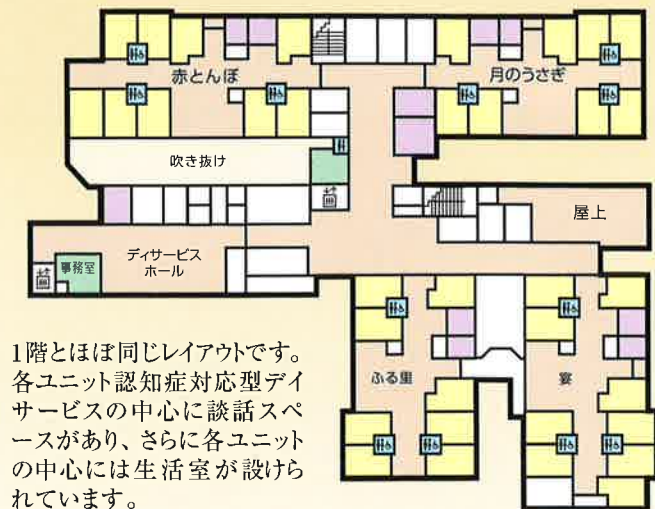 赤とんぼ
月のうさぎ
吹き抜け
屋上
デイサービス
ホール
事務室
ふる里
宴
1階とほぼ同じレイアウトです。
各ユニット認知症対応型デイ
サービスの中心に談話スペ
ースがあり、さらに各ユニット
の中心には生活室が設けら
れています。